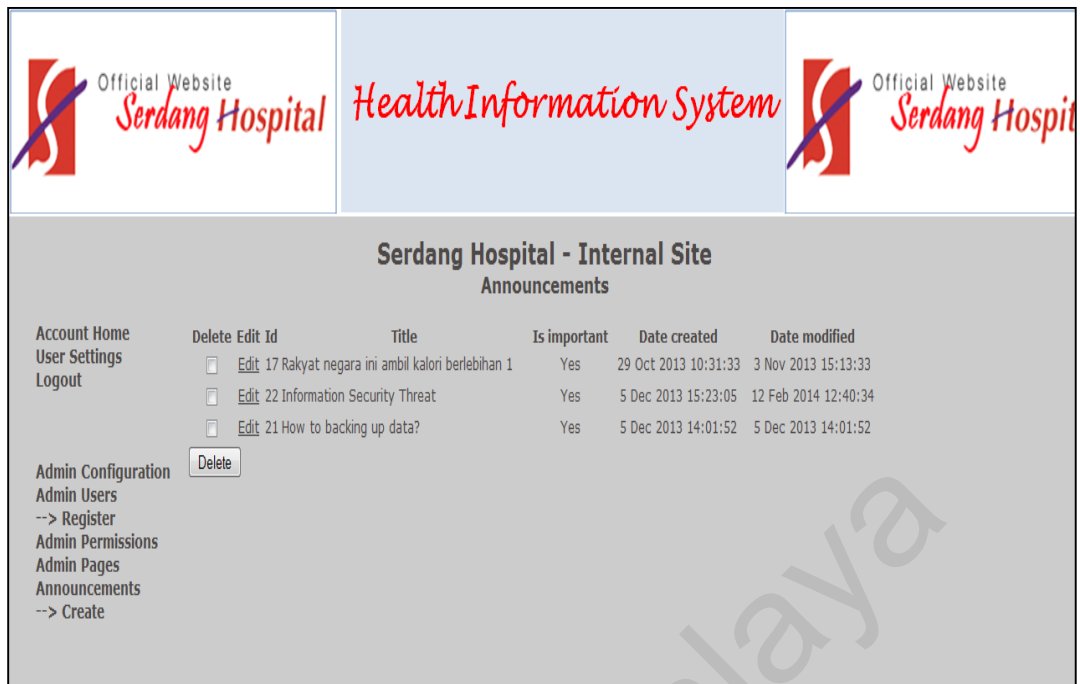 Official Website
Serdang Hospital
Health Information System
Official Website
Serdang Hospit
Serdang Hospital - Internal Site
Announcements
Account Home
User Settings
Logout
Admin Configuration
Admin Users
--> Register
Admin Permissions
Admin Pages
Announcements
--> Create
Delete Edit Id Title Is important Date created Date modified
Edit 17 Rakyat negara ini ambil kalori berlebihan 1 Yes 29 Oct 2013 10:31:33 3 Nov 2013 15:13:33
Edit 22 Information Security Threat Yes 5 Dec 2013 15:23:05 12 Feb 2014 12:40:34
Edit 21 How to backing up data? Yes 5 Dec 2013 14:01:52 5 Dec 2013 14:01:52
Delete
laya